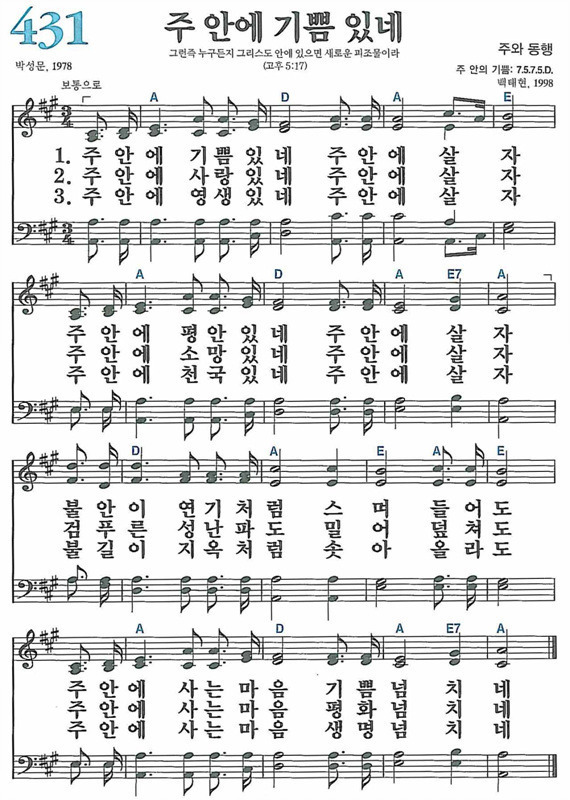 431
주 안에 기쁨 있네
그런즉 누구든지 그리스도 안에 있으면 새로운 피조물이라
(고후 5:17)
주와 동행
박성문, 1978
주 안의 기쁨: 7.5.7.5.D.
백태현, 1998
보통으로
A D A E
1. 주 안 에 기 쁨 있 네 주 안 에 살 자
2. 주 안 에 사 랑 있 네 주 안 에 살 자
3. 주 안 에 영 생 있 네 주 안 에 살 자
A D A E7 A
주 안 에 평 안 있 네 주 안 에 살 자
주 안 에 소 망 있 네 주 안 에 살 자
주 안 에 천 국 있 네 주 안 에 살 자
D A E A E
불 안 이 연 기 처 럼 스 며 들 어 도
검 푸 른 성 난 파 도 밀 어 덮 쳐 도
불 길 이 지 옥 처 럼 솟 아 올 라 도
A D A E7 A
주 안 에 사 는 마 음 기 쁨 넘 치 네
주 안 에 사 는 마 음 평 화 넘 치 네
주 안 에 사 는 마 음 생 명 넘 치 네